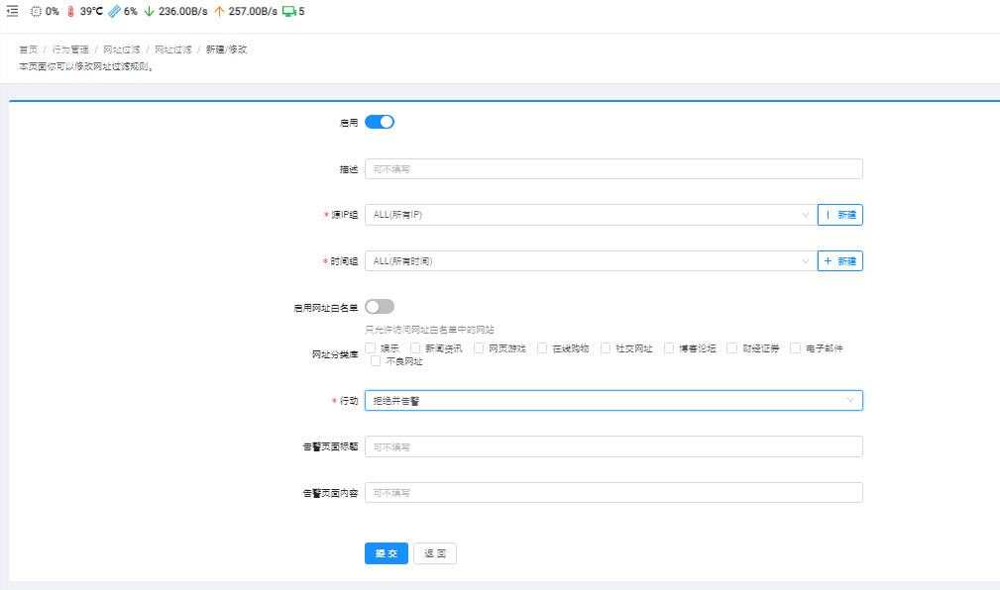 0% 39℃ 6% 236.00B/s 257.00B/s 5
首页 / 行为管理 / 网址过滤 / 网址过滤 / 新建/修改
本页面你可以修改网址过滤规则。
启用
描述 可不填写
* 源IP组 ALL(所有IP) 新建
* 时间组 ALL(所有时间) + 新建
启用网址白名单
只允许访问网址白名单中的网站
网址分类库 娱乐 新闻资讯 网页游戏 在线购物 社交网址 博客论坛 财经证券 电子邮件
不良网址
* 行动 拒绝并告警
告警页面标题 可不填写
告警页面内容 可不填写
提 交 返 回